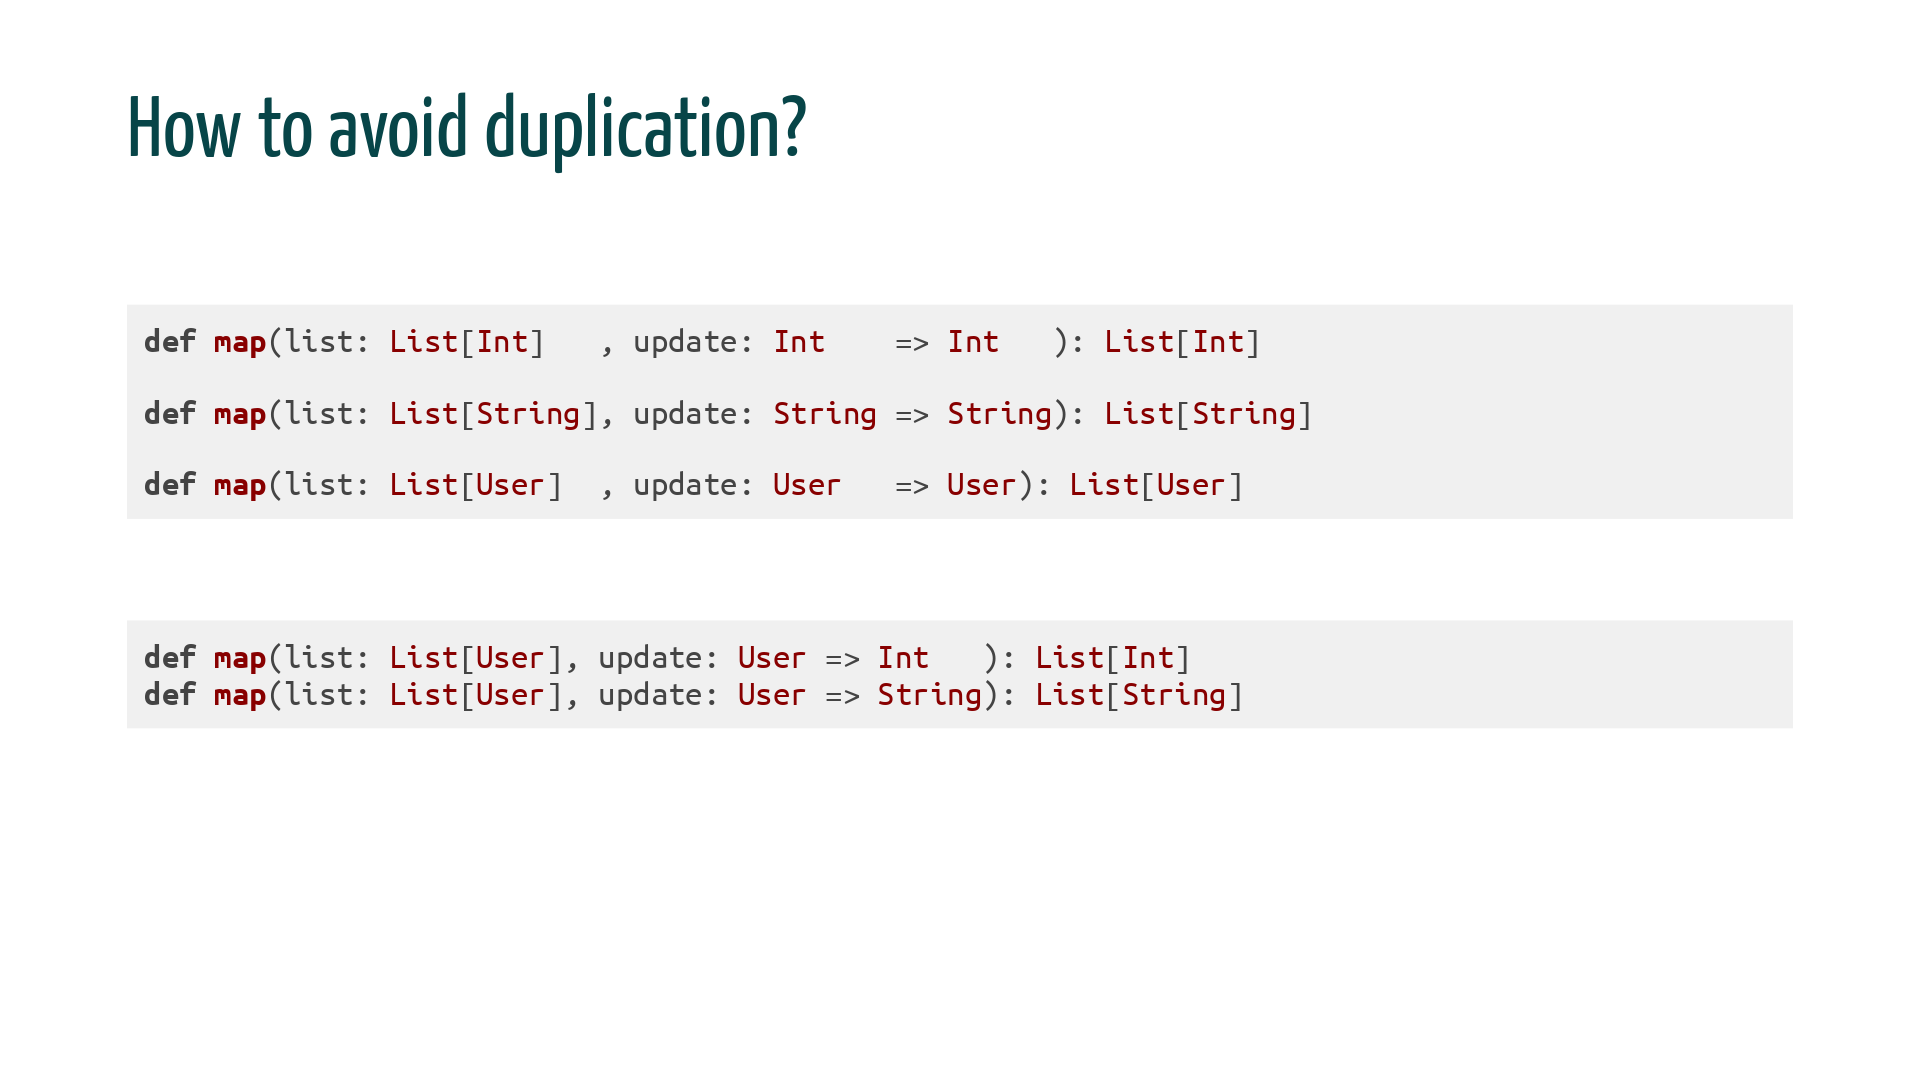 How to avoid duplication?
def map(list: List[Int]   , update: Int    => Int   ): List[Int]
def map(list: List[String], update: String => String): List[String]
def map(list: List[User]  , update: User   => User): List[User]
def map(list: List[User], update: User => Int   ): List[Int]
def map(list: List[User], update: User => String): List[String]